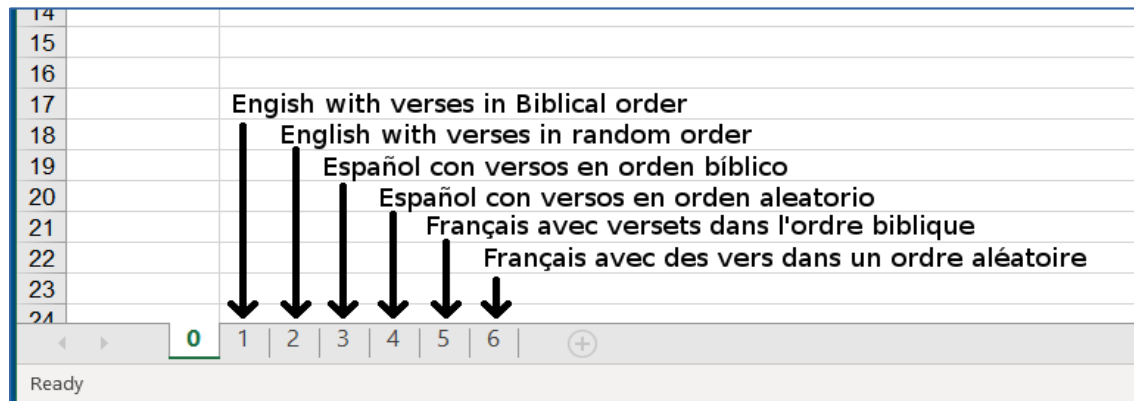 14
15
16
17 Engish with verses in Biblical order
18 English with verses in random order
19 Español con versos en orden bíblico
20 Español con versos en orden aleatorio
21 Français avec versets dans l'ordre biblique
22 Français avec des vers dans un ordre aléatoire
23
24
0 1 2 3 4 5 6
Ready